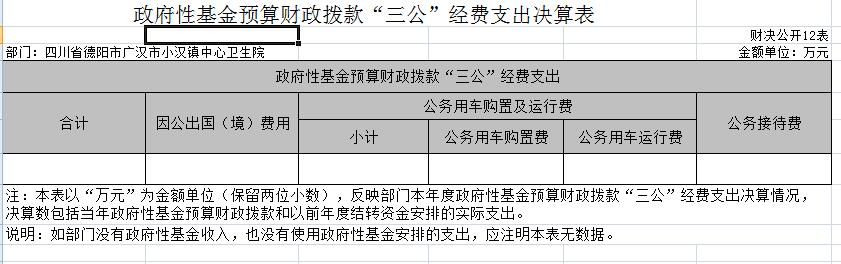 政府性基金预算财政拨款“三公”经费支出决算表
财决公开12表
部门：四川省德阳市广汉市小汉镇中心卫生院
金额单位：万元
政府性基金预算财政拨款“三公”经费支出
合计
因公出国（境）费用
公务用车购置及运行费
公务接待费
小计
公务用车购置费
公务用车运行费
注：本表以“万元”为金额单位（保留两位小数），反映部门本年度政府性基金预算财政拨款“三公”经费支出决算情况，
决算数包括当年政府性基金预算财政拨款和以前年度结转资金安排的实际支出。
说明：如部门没有政府性基金收入，也没有使用政府性基金安排的支出，应注明本表无数据。